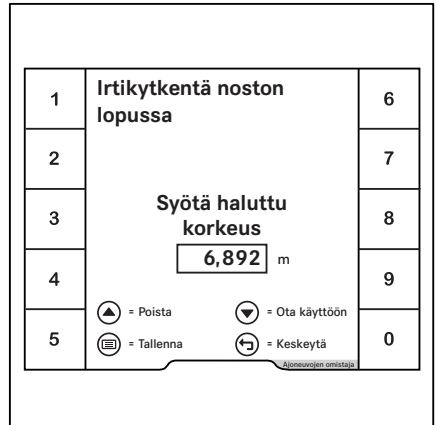 Irtikytkentä noston
lopussa
1
2
3
4
5
6
7
8
9
0
Syötä haluttu
korkeus
6,892 m
= Poista
= Ota käyttöön
= Tallenna
= Keskeytä
Ajoneuvojen omistaja